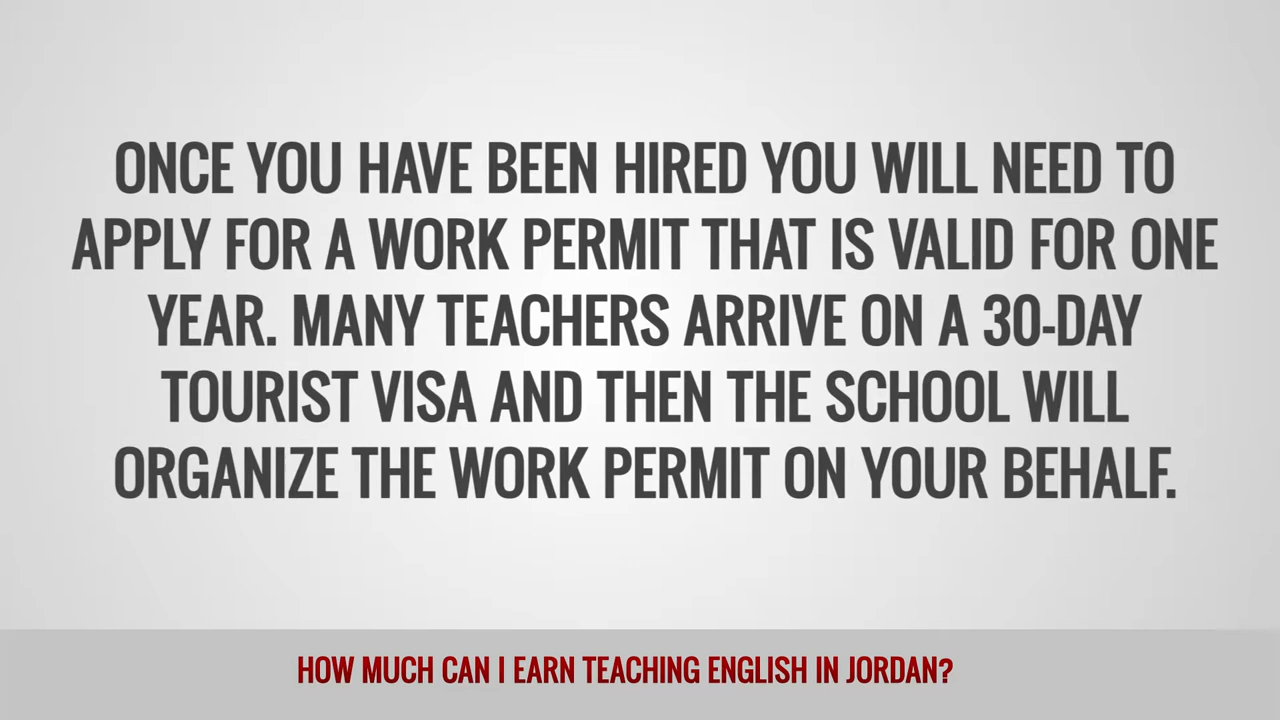 ONCE YOU HAVE BEEN HIRED YOU WILL NEED TO
APPLY FOR A WORK PERMIT THAT IS VALID FOR ONE
YEAR. MANY TEACHERS ARRIVE ON A 30-DAY
TOURIST VISA AND THEN THE SCHOOL WILL
ORGANIZE THE WORK PERMIT ON YOUR BEHALF.
HOW MUCH CAN I EARN TEACHING ENGLISH IN JORDAN?